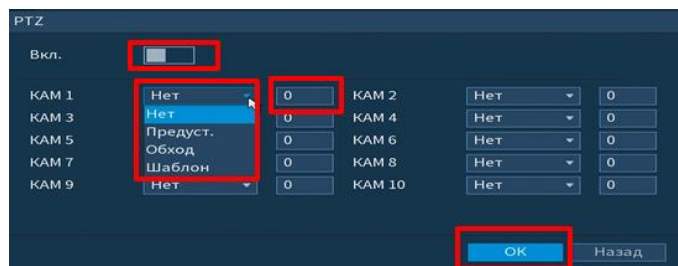 PTZ
Вкл.
КАМ 1 Нет 0 КАМ 2 Нет 0
КАМ 3 Нет 0 КАМ 4 Нет 0
Предуст.
КАМ 5 Обход 0 КАМ 6 Нет 0
КАМ 7 Шаблон 0 КАМ 8 Нет 0
КАМ 9 Нет 0 КАМ 10 Нет 0
ОК Назад